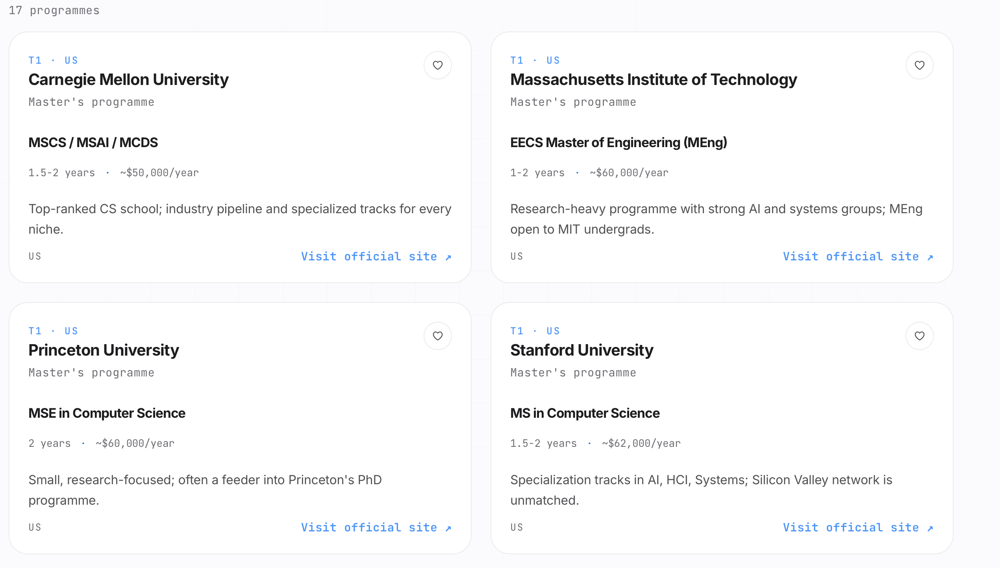 17 programmes
T1 · US
Carnegie Mellon University
Master's programme
MSCS / MSAI / MCDS
1.5-2 years · ~$50,000/year
Top-ranked CS school; industry pipeline and specialized tracks for every
niche.
US
Visit official site ↗
T1 · US
Massachusetts Institute of Technology
Master's programme
EECS Master of Engineering (MEng)
1-2 years · ~$60,000/year
Research-heavy programme with strong AI and systems groups; MEng
open to MIT undergrads.
US
Visit official site ↗
T1 · US
Princeton University
Master's programme
MSE in Computer Science
2 years · ~$60,000/year
Small, research-focused; often a feeder into Princeton's PhD
programme.
US
Visit official site ↗
T1 · US
Stanford University
Master's programme
MS in Computer Science
1.5-2 years · ~$62,000/year
Specialization tracks in AI, HCI, Systems; Silicon Valley network is
unmatched.
US
Visit official site ↗